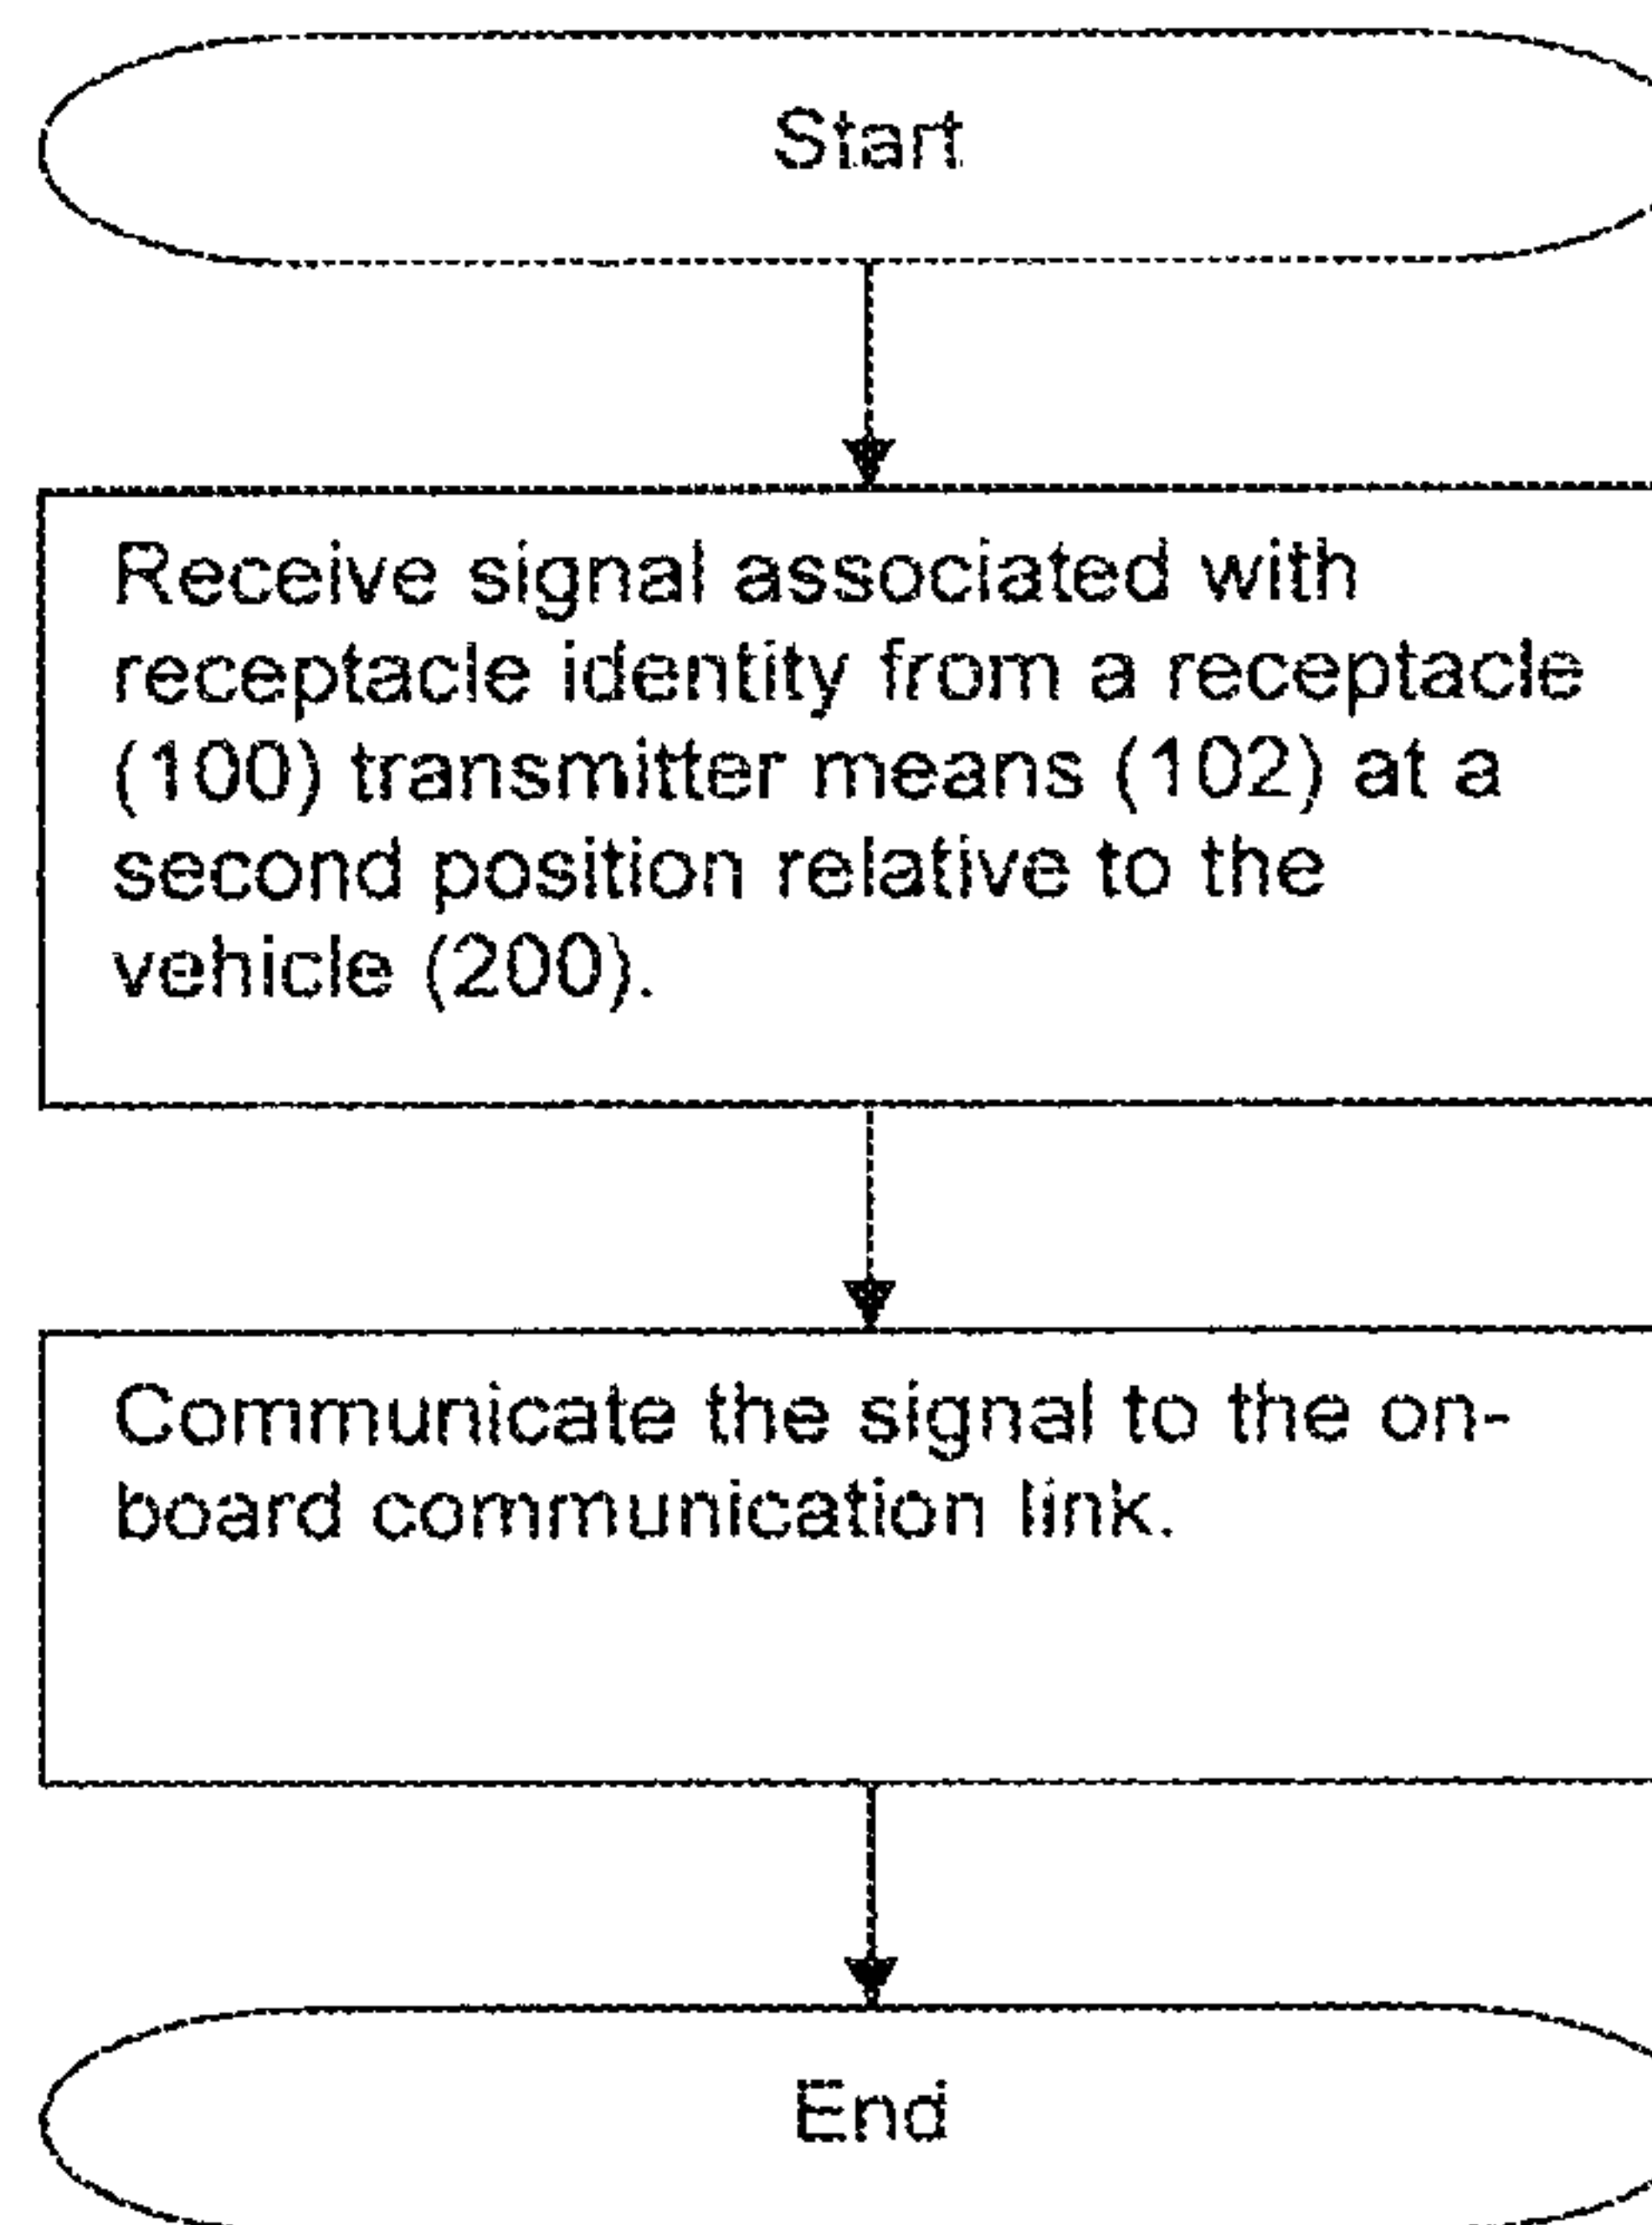 Start
Receive signal associated with
receptacle identity from a receptacle
(100) transmitter means (102) at a
second position relative to the
vehicle (200).
Communicate the signal to the on-
board communication link.
End